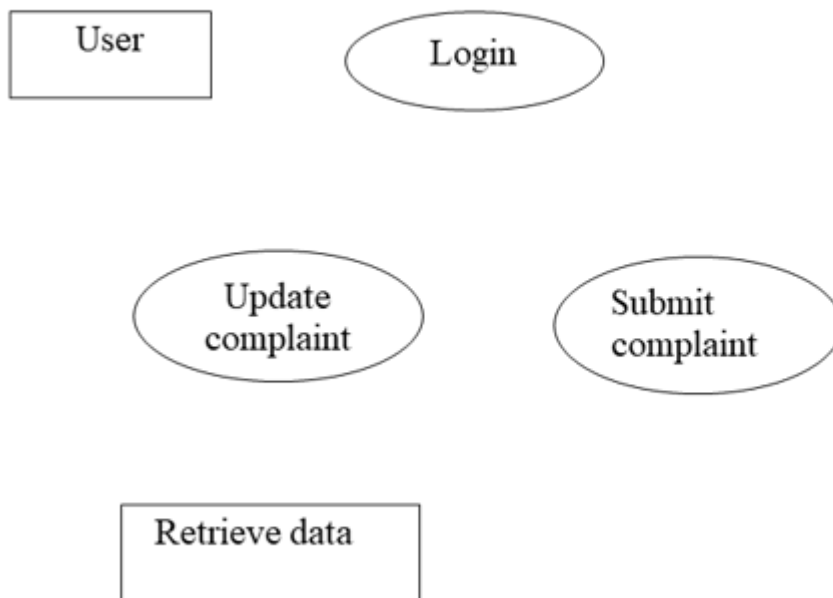 User
Login
Update
complaint
Submit
complaint
Retrieve data